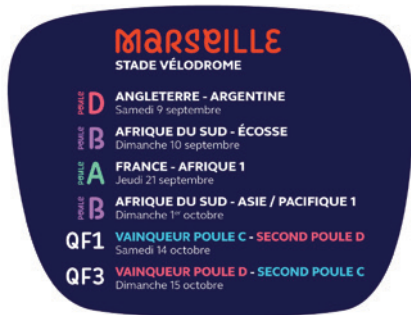 MARSEILLE
STADE VÉLODROME
POULE D ANGLETERRE - ARGENTINE
Samedi 9 septembre
POULE B AFRIQUE DU SUD - ÉCOSSE
Dimanche 10 septembre
POULE A FRANCE - AFRIQUE 1
Jeudi 21 septembre
POULE B AFRIQUE DU SUD - ASIE / PACIFIQUE 1
Dimanche 1er octobre
QF1 VAINQUEUR POULE C - SECOND POULE D
Samedi 14 octobre
QF3 VAINQUEUR POULE D - SECOND POULE C
Dimanche 15 octobre